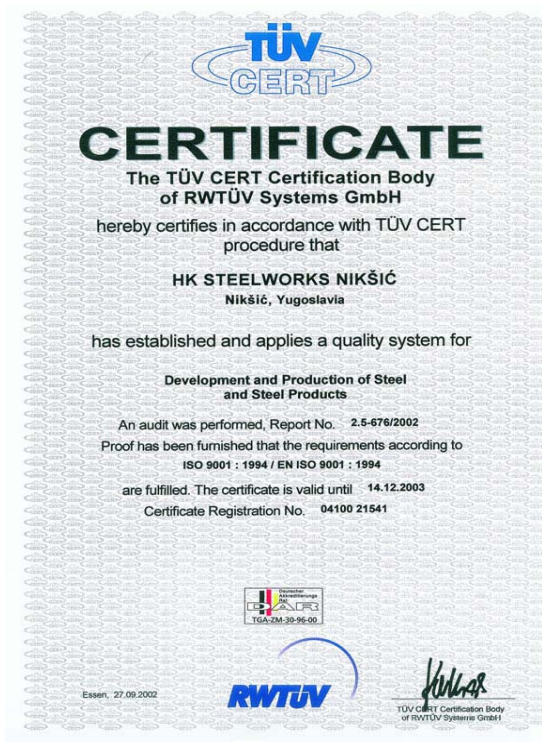 TÜV
CERT
CERTIFICATE
The TÜV CERT Certification Body
of RWTÜV Systems GmbH
hereby certifies in accordance with TÜV CERT
procedure that
HK STEELWORKS NIKŠIĆ
Nikšić, Yugoslavia
has established and applies a quality system for
Development and Production of Steel
and Steel Products
An audit was performed, Report No. 2.5-676/2002
Proof has been furnished that the requirements according to
ISO 9001 : 1994 / EN ISO 9001 : 1994
are fulfilled. The certificate is valid until 14.12.2003
Certificate Registration No. 04100 21541
Deutscher
Akkreditierungs
Rat
DAR
TGA-ZM-30-96-00
Essen, 27.09.2002
RWTÜV
TÜV CERT Certification Body
of RWTÜV Systems GmbH